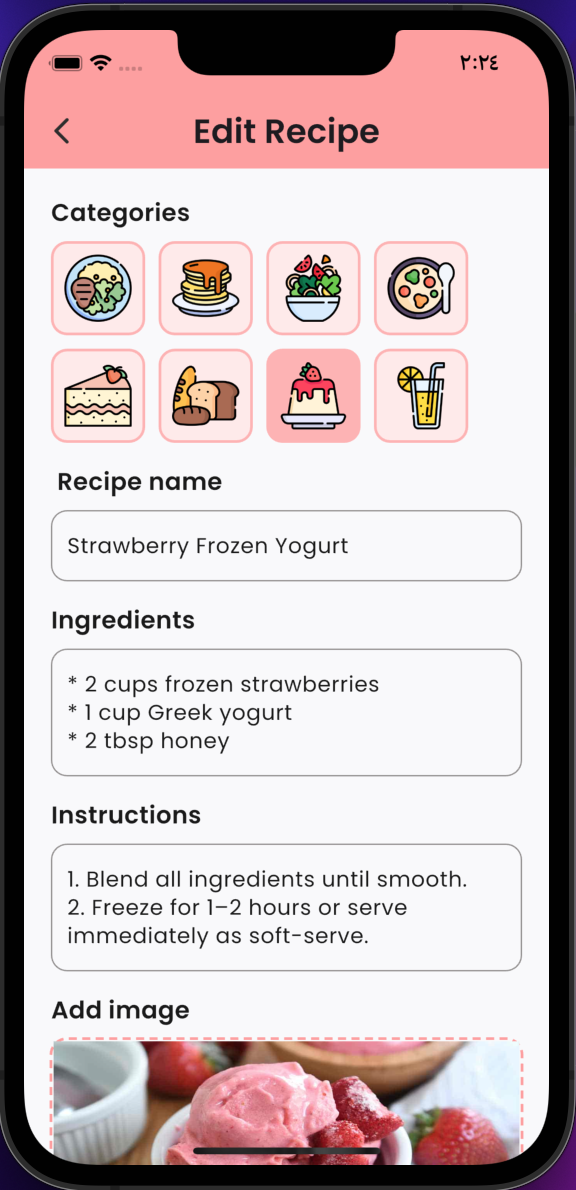 ٢:٢٤
Edit Recipe
Categories
Recipe name
Strawberry Frozen Yogurt
Ingredients
* 2 cups frozen strawberries
* 1 cup Greek yogurt
* 2 tbsp honey
Instructions
1. Blend all ingredients until smooth.
2. Freeze for 1–2 hours or serve
immediately as soft-serve.
Add image